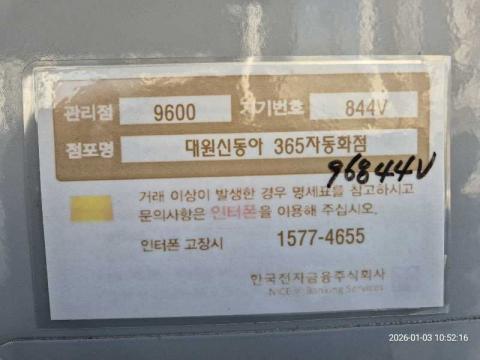 관리점 9600 기기번호 844V
점포명 대원신동아 365자동화점
96844V
거래 이상이 발생한 경우 명세표를 참고하시고
문의사항은 인터폰을 이용해 주십시오.
인터폰 고장시 1577-4655
한국전자금융주식회사
NICE Banking Services
2026-01-03 10:52:16